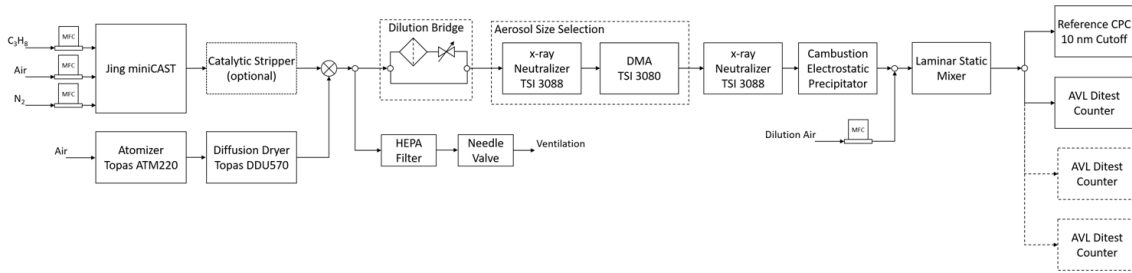 C3H8
MFC
Air
MFC
N2
MFC
Jing miniCAST
Catalytic Stripper
(optional)
Dilution Bridge
Aerosol Size Selection
x-ray
Neutralizer
TSI 3088
DMA
TSI 3080
x-ray
Neutralizer
TSI 3088
Cambustion
Electrostatic
Precipitator
Laminar Static
Mixer
Reference CPC
10 nm Cutoff
AVL Ditest
Counter
AVL Ditest
Counter
AVL Ditest
Counter
Air
Atomizer
Topas ATM220
Diffusion Dryer
Topas DDU570
HEPA
Filter
Needle
Valve
Ventilation
Dilution Air
MFC